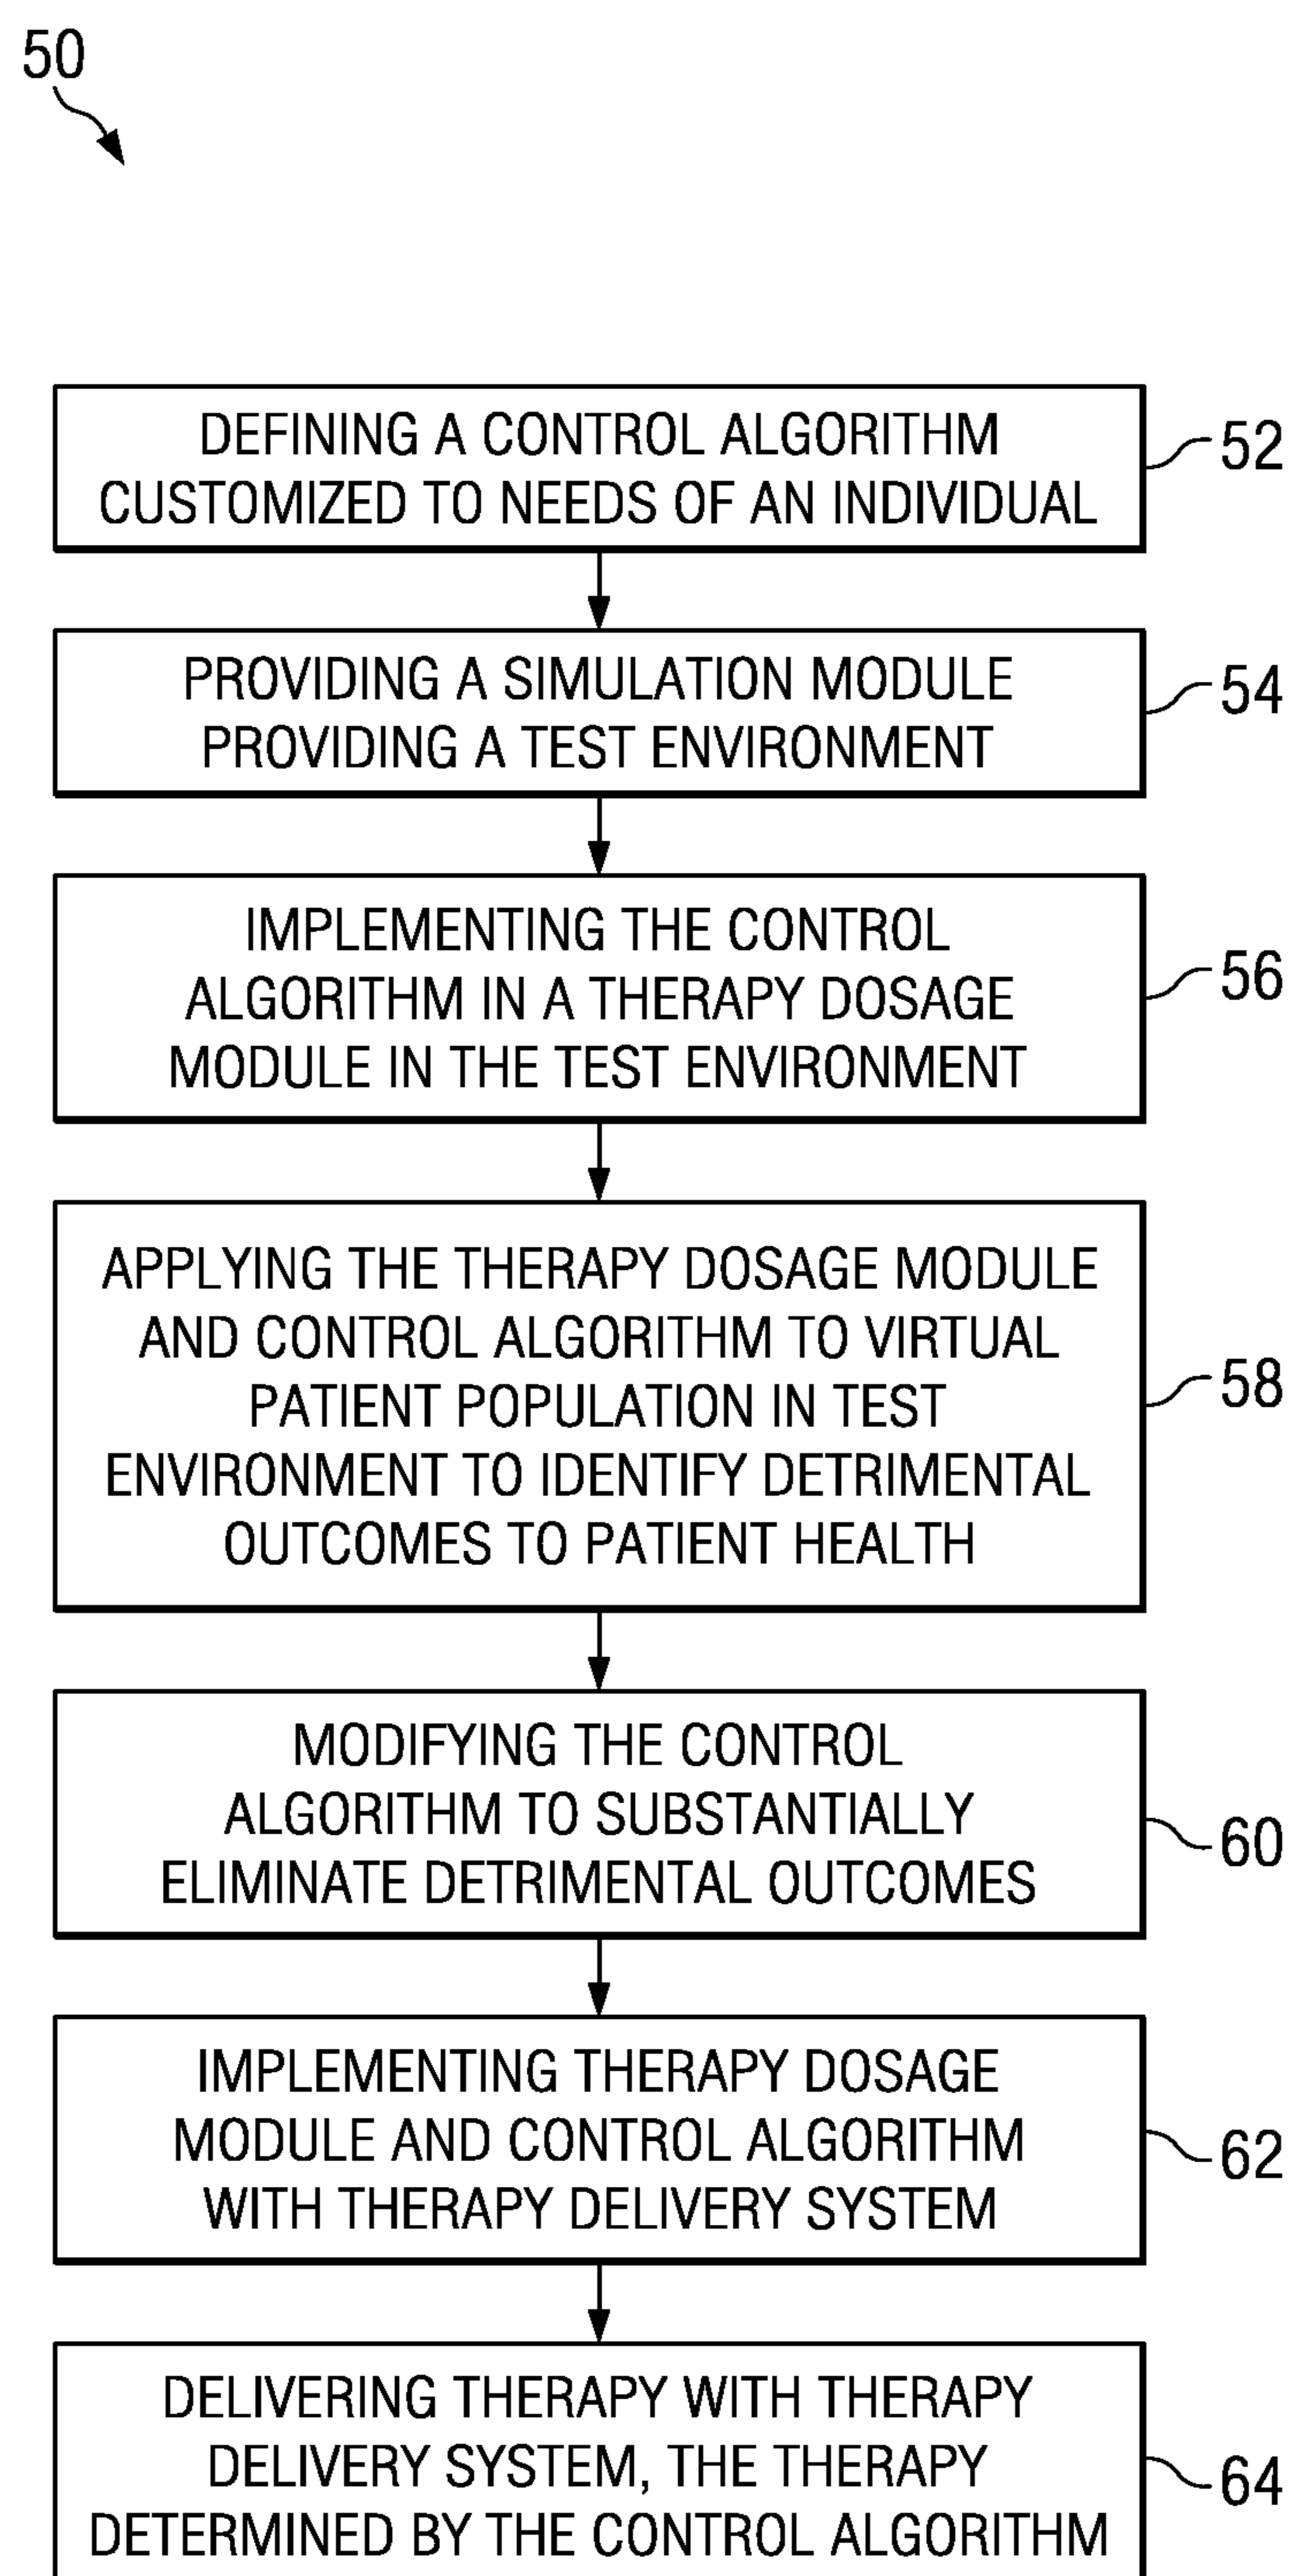 50
DEFINING A CONTROL ALGORITHM
CUSTOMIZED TO NEEDS OF AN INDIVIDUAL
52
PROVIDING A SIMULATION MODULE
PROVIDING A TEST ENVIRONMENT
54
IMPLEMENTING THE CONTROL
ALGORITHM IN A THERAPY DOSAGE
MODULE IN THE TEST ENVIRONMENT
56
APPLYING THE THERAPY DOSAGE MODULE
AND CONTROL ALGORITHM TO VIRTUAL
PATIENT POPULATION IN TEST
ENVIRONMENT TO IDENTIFY DETRIMENTAL
OUTCOMES TO PATIENT HEALTH
58
MODIFYING THE CONTROL
ALGORITHM TO SUBSTANTIALLY
ELIMINATE DETRIMENTAL OUTCOMES
60
IMPLEMENTING THERAPY DOSAGE
MODULE AND CONTROL ALGORITHM
WITH THERAPY DELIVERY SYSTEM
62
DELIVERING THERAPY WITH THERAPY
DELIVERY SYSTEM, THE THERAPY
DETERMINED BY THE CONTROL ALGORITHM
64